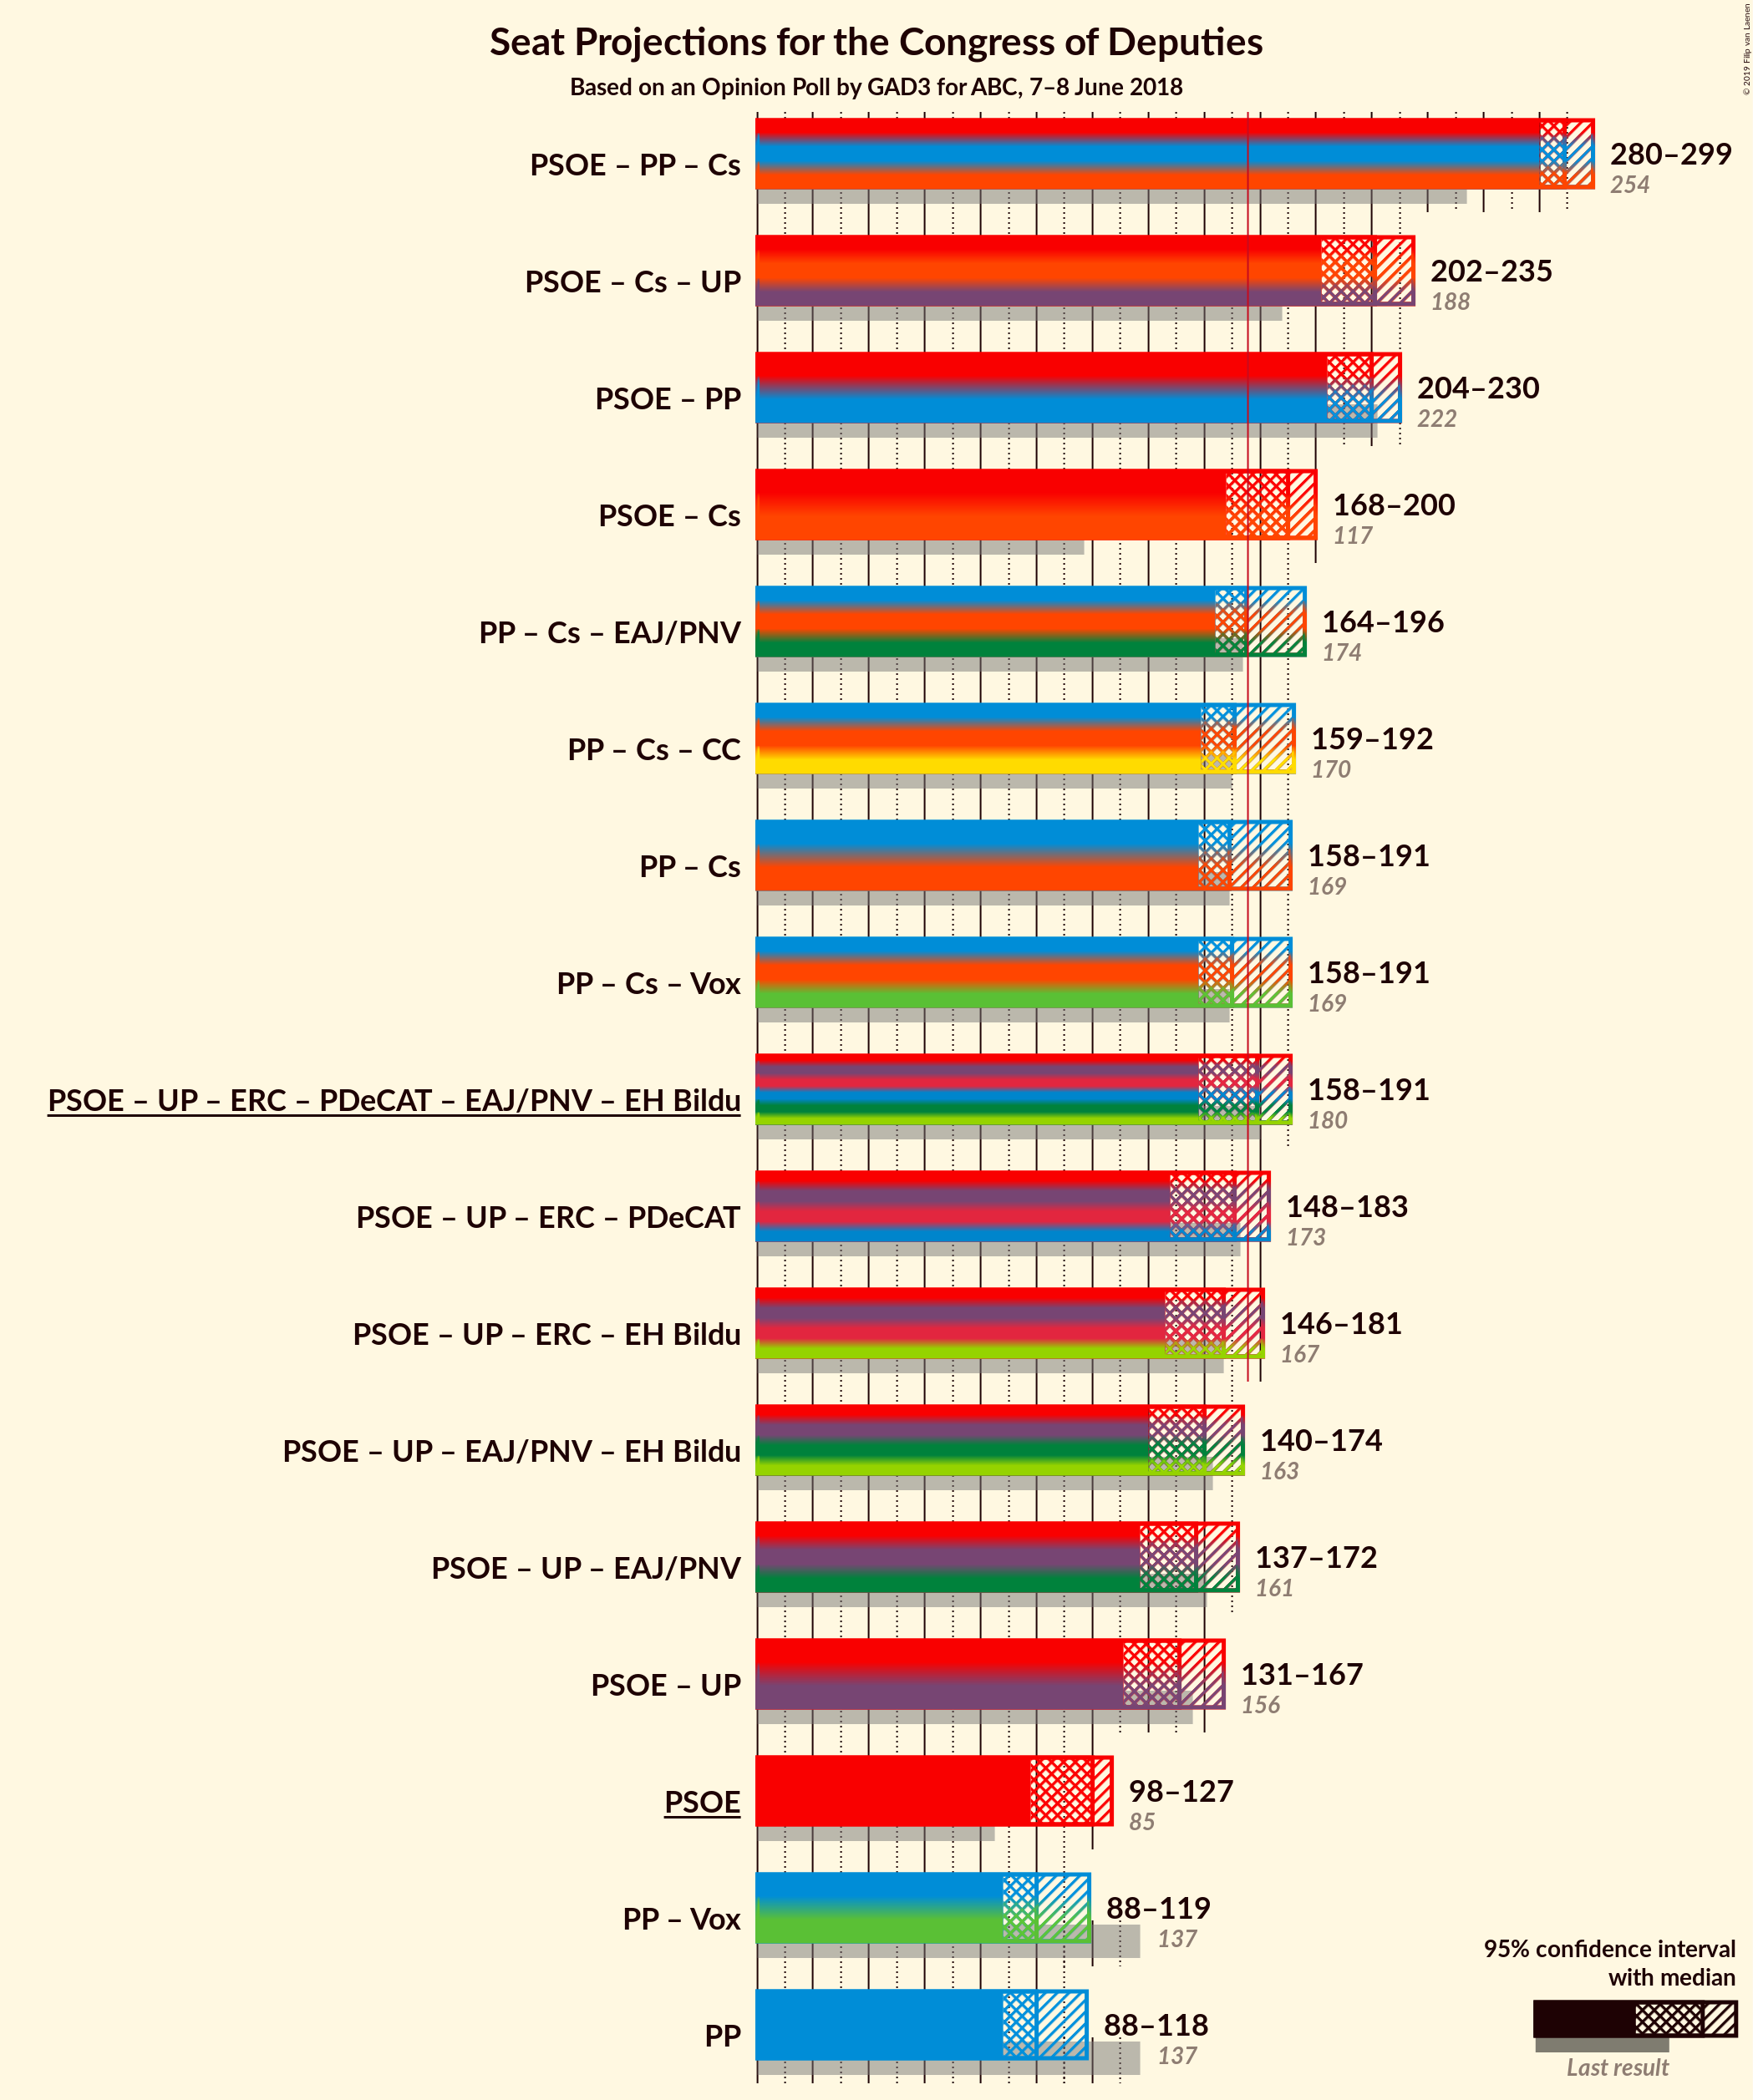 Seat Projections for the Congress of Deputies
Based on an Opinion Poll by GAD3 for ABC, 7–8 June 2018
© 2019 Filip van Laenen
PSOE – PP – Cs
280–299
254
PSOE – Cs – UP
202–235
188
PSOE – PP
204–230
222
PSOE – Cs
168–200
117
PP – Cs – EAJ/PNV
164–196
174
PP – Cs – CC
159–192
170
PP – Cs
158–191
169
PP – Cs – Vox
158–191
169
PSOE – UP – ERC – PDeCAT – EAJ/PNV – EH Bildu
158–191
180
PSOE – UP – ERC – PDeCAT
148–183
173
PSOE – UP – ERC – EH Bildu
146–181
167
PSOE – UP – EAJ/PNV – EH Bildu
140–174
163
PSOE – UP – EAJ/PNV
137–172
161
PSOE – UP
131–167
156
PSOE
98–127
85
PP – Vox
88–119
137
PP
88–118
137
95% confidence interval
with median
Last result